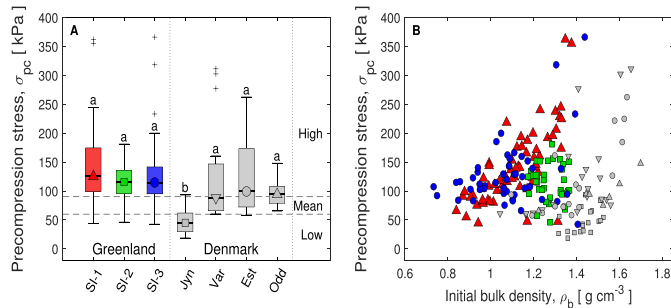 A
Precompression stress, σpc [ kPa]
400
350
300
250
200
150
100
50
0
a
a
a
b
a
a
a
High
Mean
Low
Greenland
Denmark
SI-1
SI-2
SI-3
Jyn
Var
Est
Odd
B
Precompression stress, σpc [ kPa]
400
350
300
250
200
150
100
50
0
0.6
0.8
1
1.2
1.4
1.6
1.8
Initial bulk density, ρb [ g cm-3]